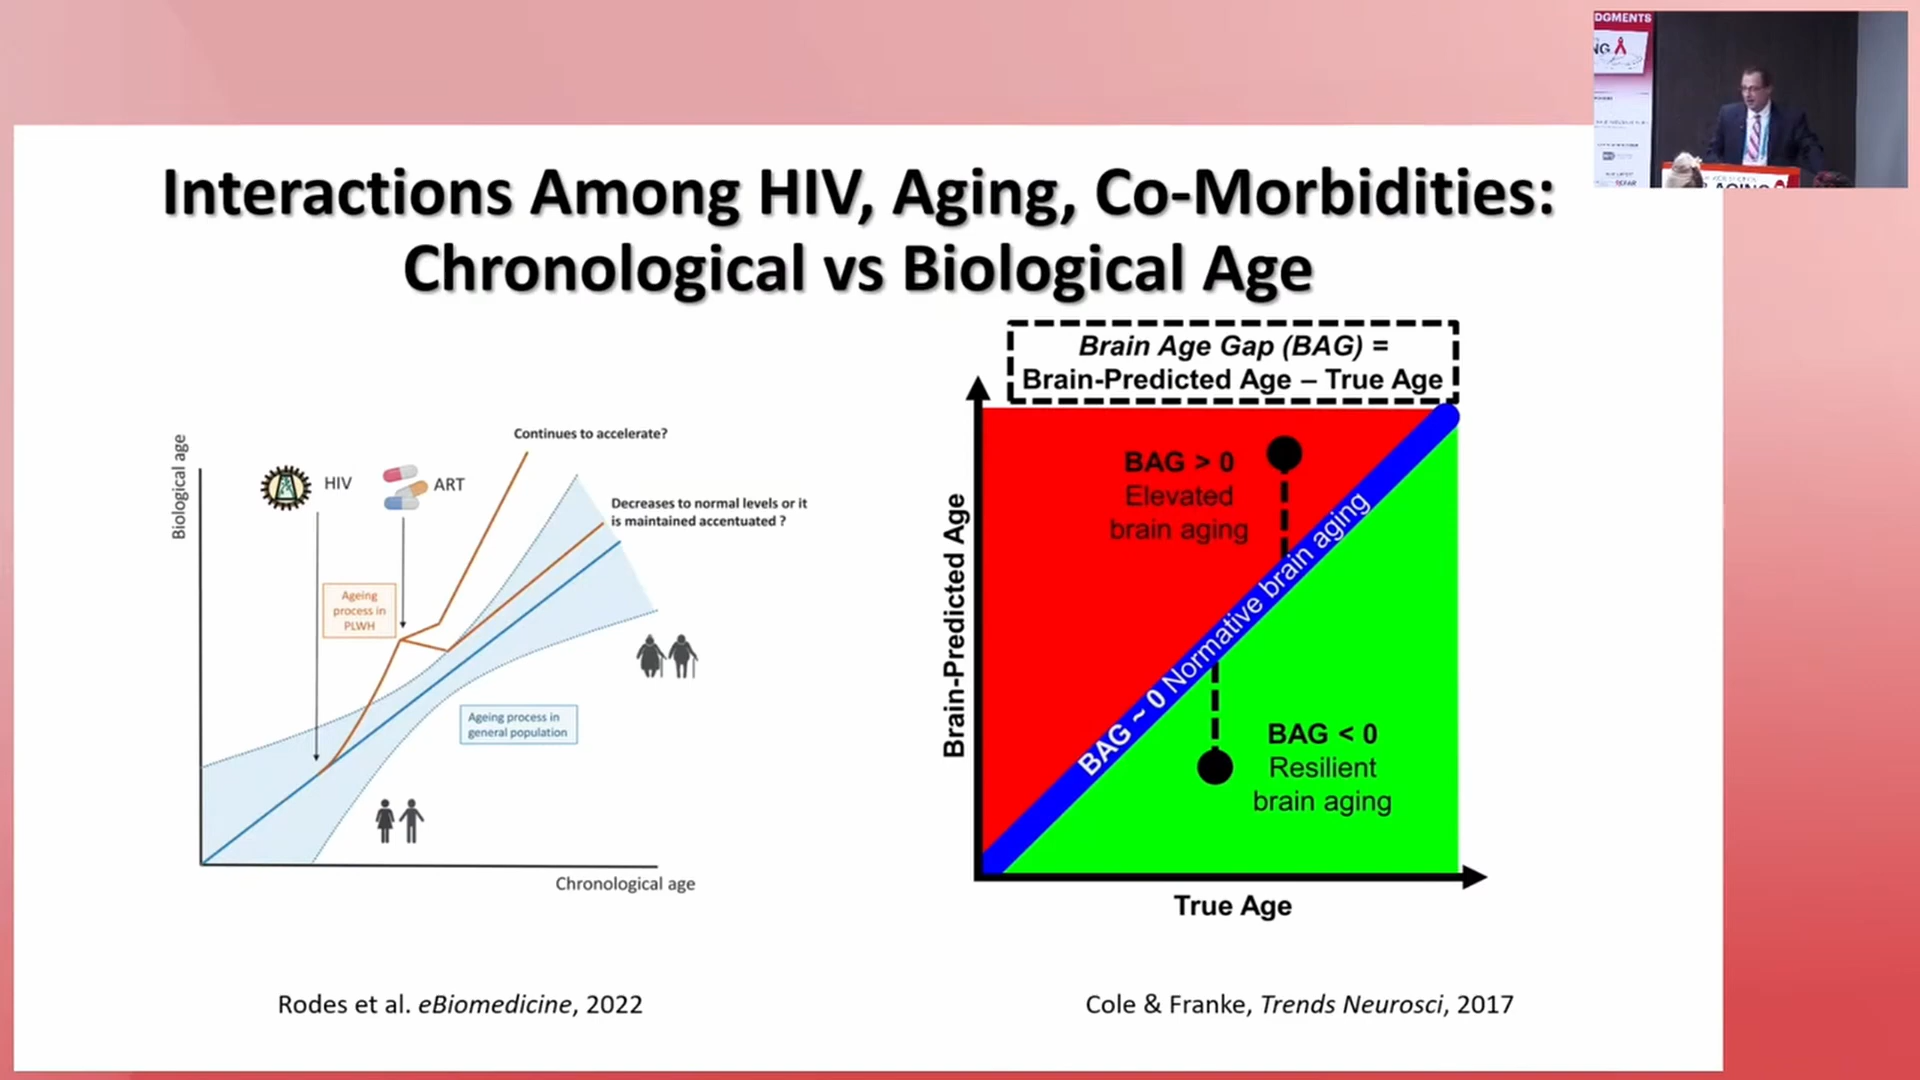 Interactions Among HIV, Aging, Co-Morbidities:
Chronological vs Biological Age
Biological age
HIV
ART
Continues to accelerate?
Decreases to normal levels or it
is maintained accentuated ?
Ageing
process in
PLWH
Ageing process in
general population
Chronological age
Rodes et al. eBiomedicine, 2022
Brain Age Gap (BAG) =
Brain-Predicted Age – True Age
Brain-Predicted Age
BAG > 0
Elevated
brain aging
BAG ~ 0 Normative brain aging
BAG < 0
Resilient
brain aging
True Age
Cole & Franke, Trends Neurosci, 2017
DGMENTS
NG
AGING